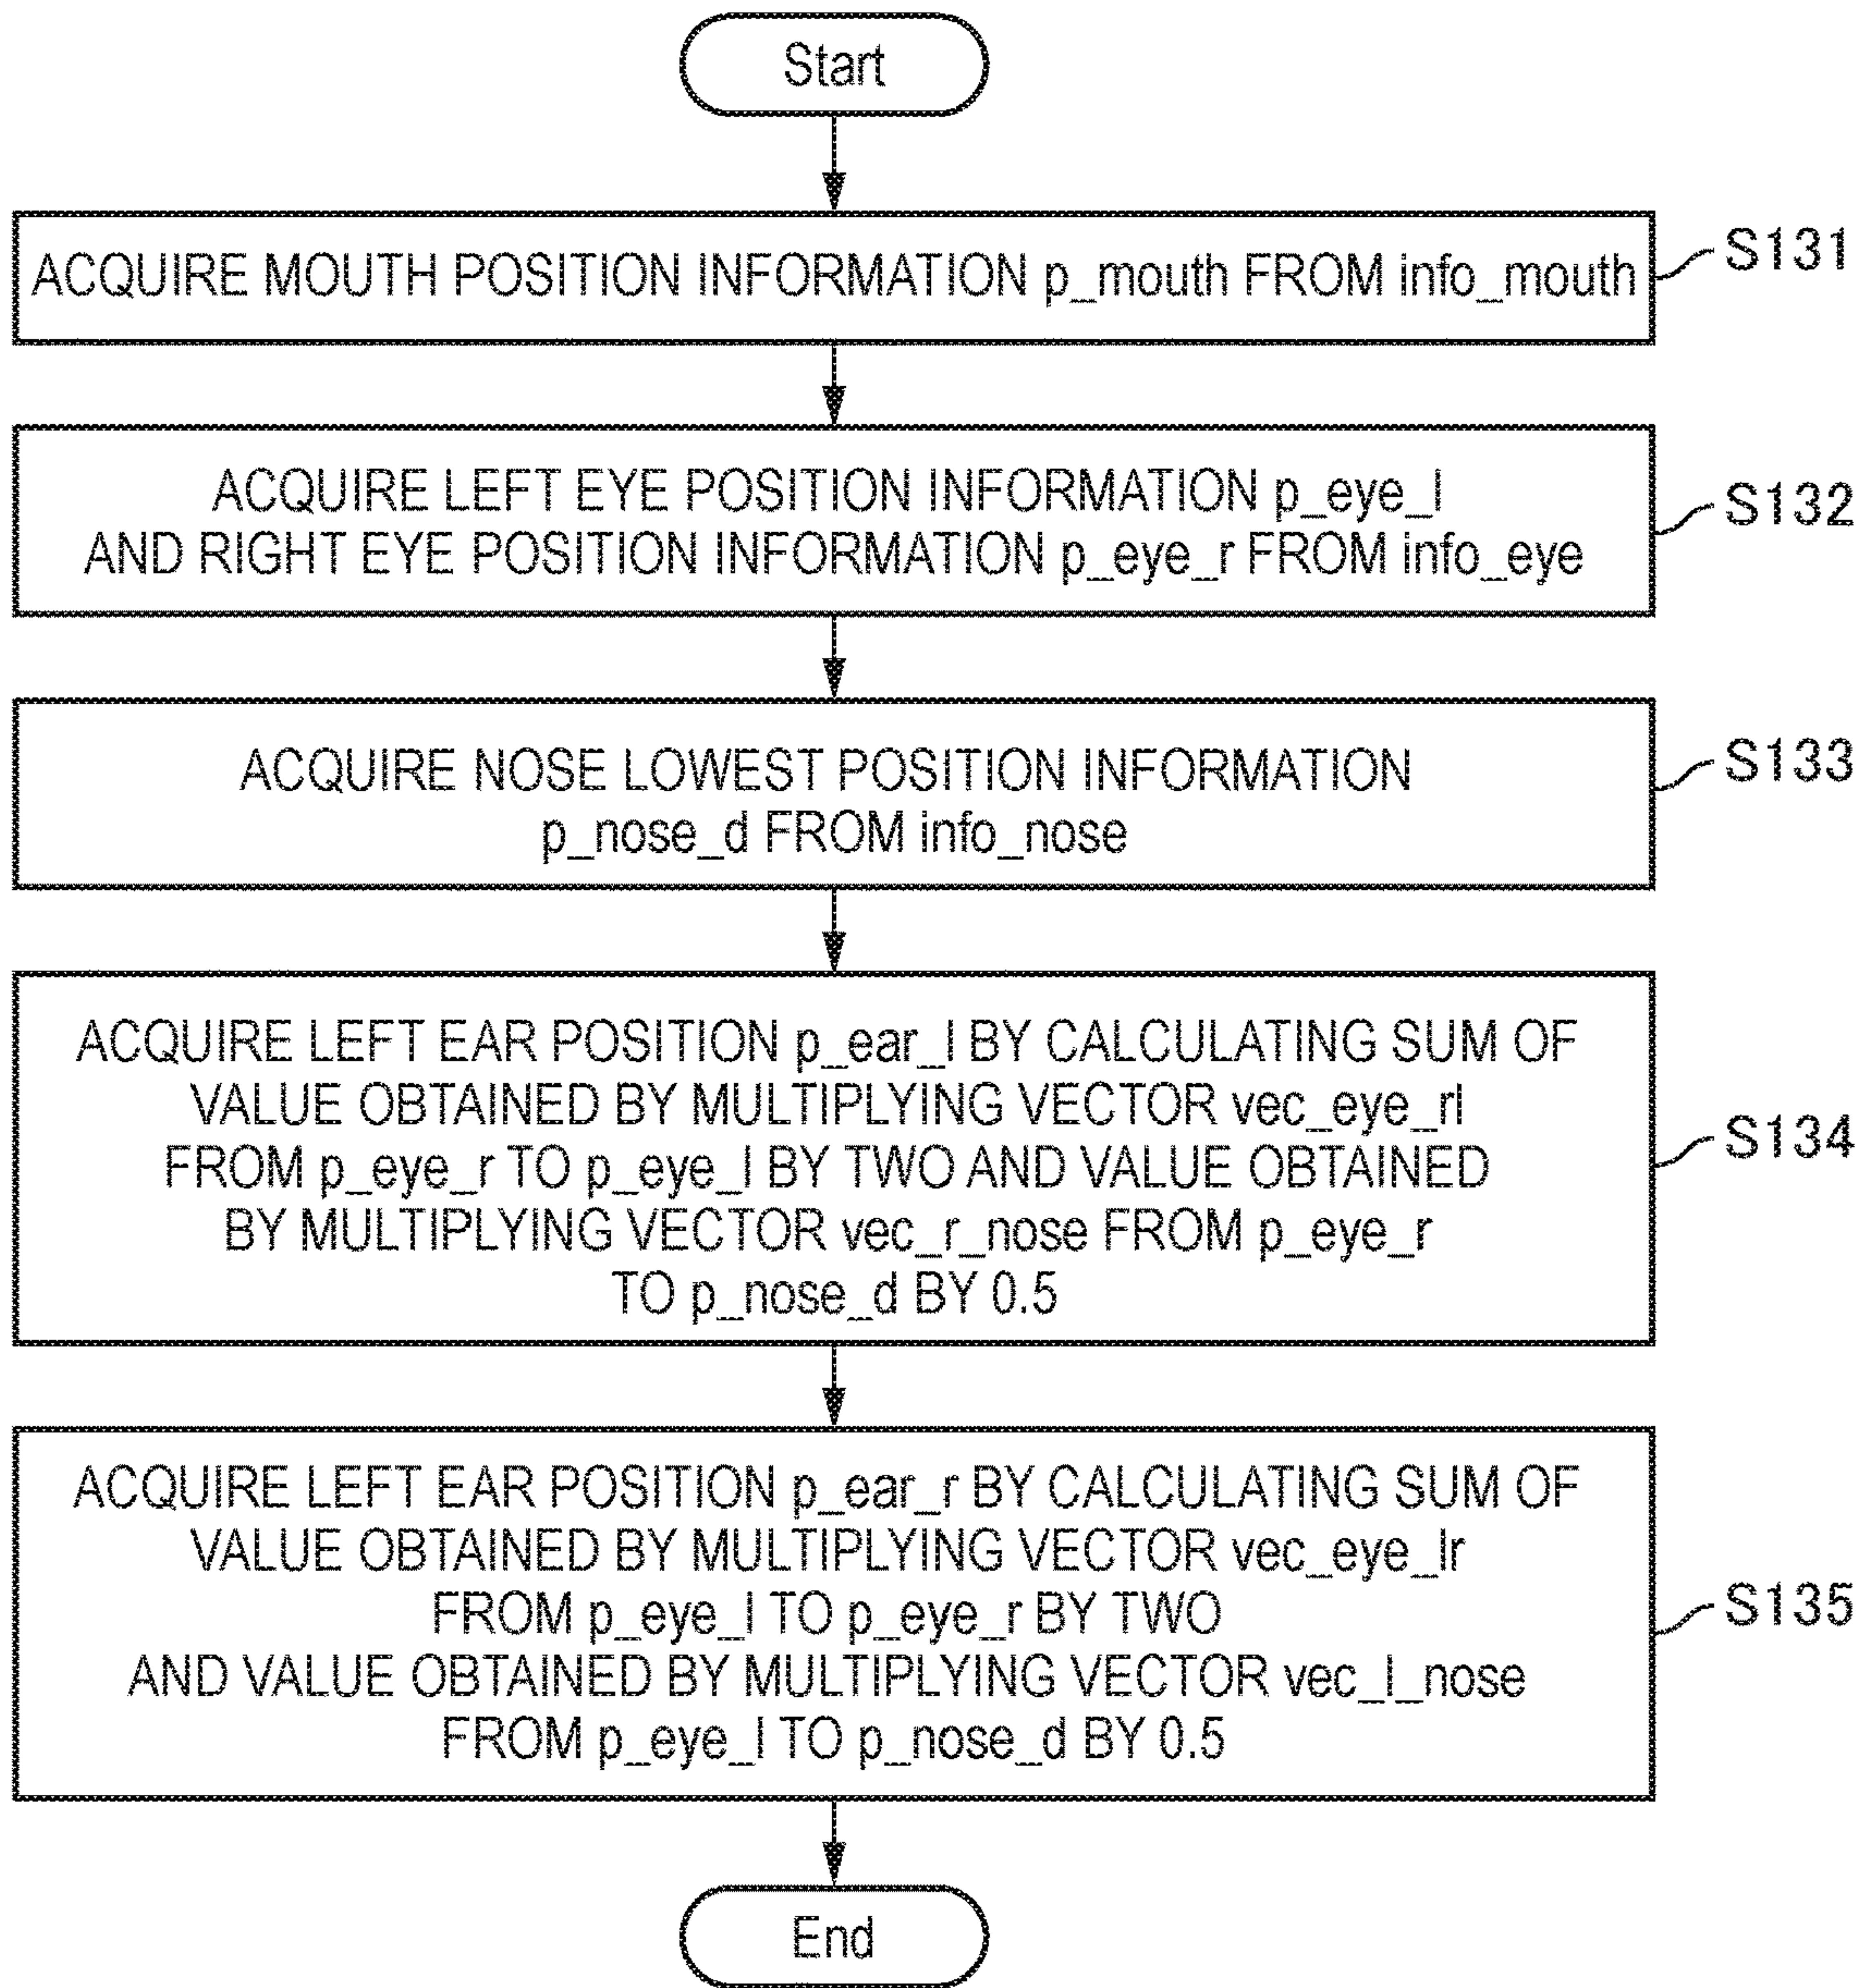 Start
ACQUIRE MOUTH POSITION INFORMATION p_mouth FROM info_mouth
S131
ACQUIRE LEFT EYE POSITION INFORMATION p_eye_l
AND RIGHT EYE POSITION INFORMATION p_eye_r FROM info_eye
S132
ACQUIRE NOSE LOWEST POSITION INFORMATION
p_nose_d FROM info_nose
S133
ACQUIRE LEFT EAR POSITION p_ear_l BY CALCULATING SUM OF
VALUE OBTAINED BY MULTIPLYING VECTOR vec_eye_rl
FROM p_eye_r TO p_eye_l BY TWO AND VALUE OBTAINED
BY MULTIPLYING VECTOR vec_r_nose FROM p_eye_r
TO p_nose_d BY 0.5
S134
ACQUIRE LEFT EAR POSITION p_ear_r BY CALCULATING SUM OF
VALUE OBTAINED BY MULTIPLYING VECTOR vec_eye_lr
FROM p_eye_l TO p_eye_r BY TWO
AND VALUE OBTAINED BY MULTIPLYING VECTOR vec_l_nose
FROM p_eye_l TO p_nose_d BY 0.5
S135
End